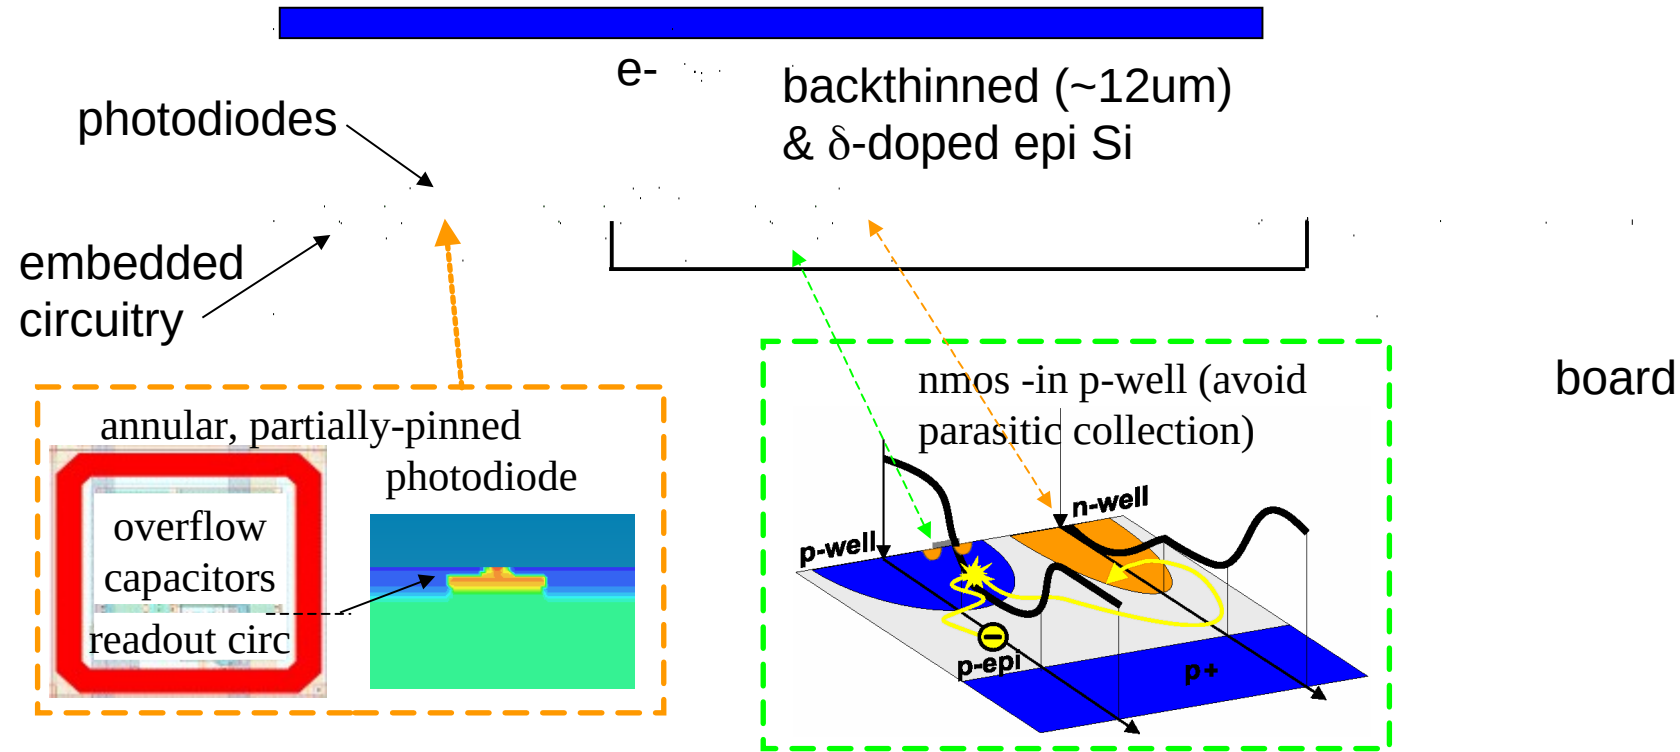 e-
backthinned (~12um)
& δ-doped epi Si
photodiodes
embedded
circuitry
board
annular, partially-pinned
photodiode
overflow
capacitors
readout circ
nmos -in p-well (avoid
parasitic collection)
n-well
p-well
p-epi
p+